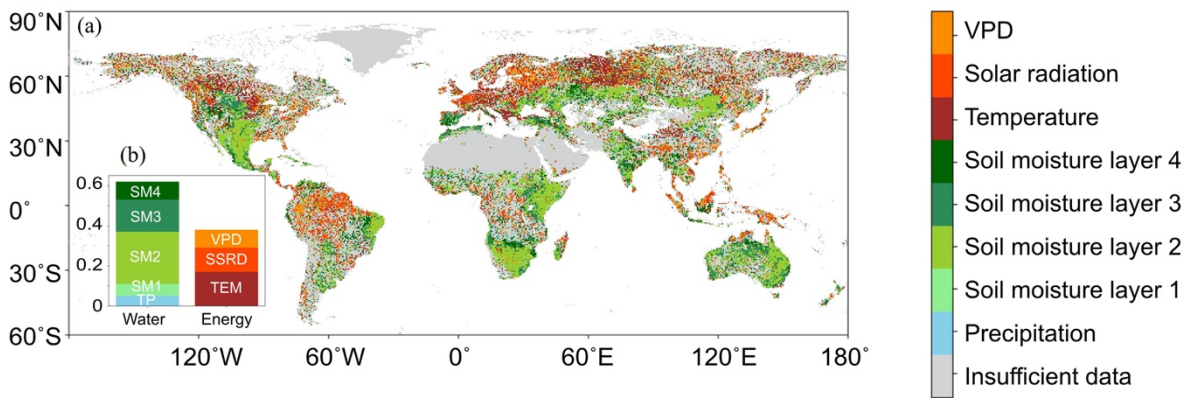 90˚N
(a)
60˚N
30˚N
(b)
0.6
SM4
0.4
SM3
0˚
VPD
SM2
SSRD
0.2
30˚S
TEM
SM1
TP
0
Water
Energy
60˚S
120˚W
60˚W
0˚
60˚E
120˚E
180˚
VPD
Solar radiation
Temperature
Soil moisture layer 4
Soil moisture layer 3
Soil moisture layer 2
Soil moisture layer 1
Precipitation
Insufficient data